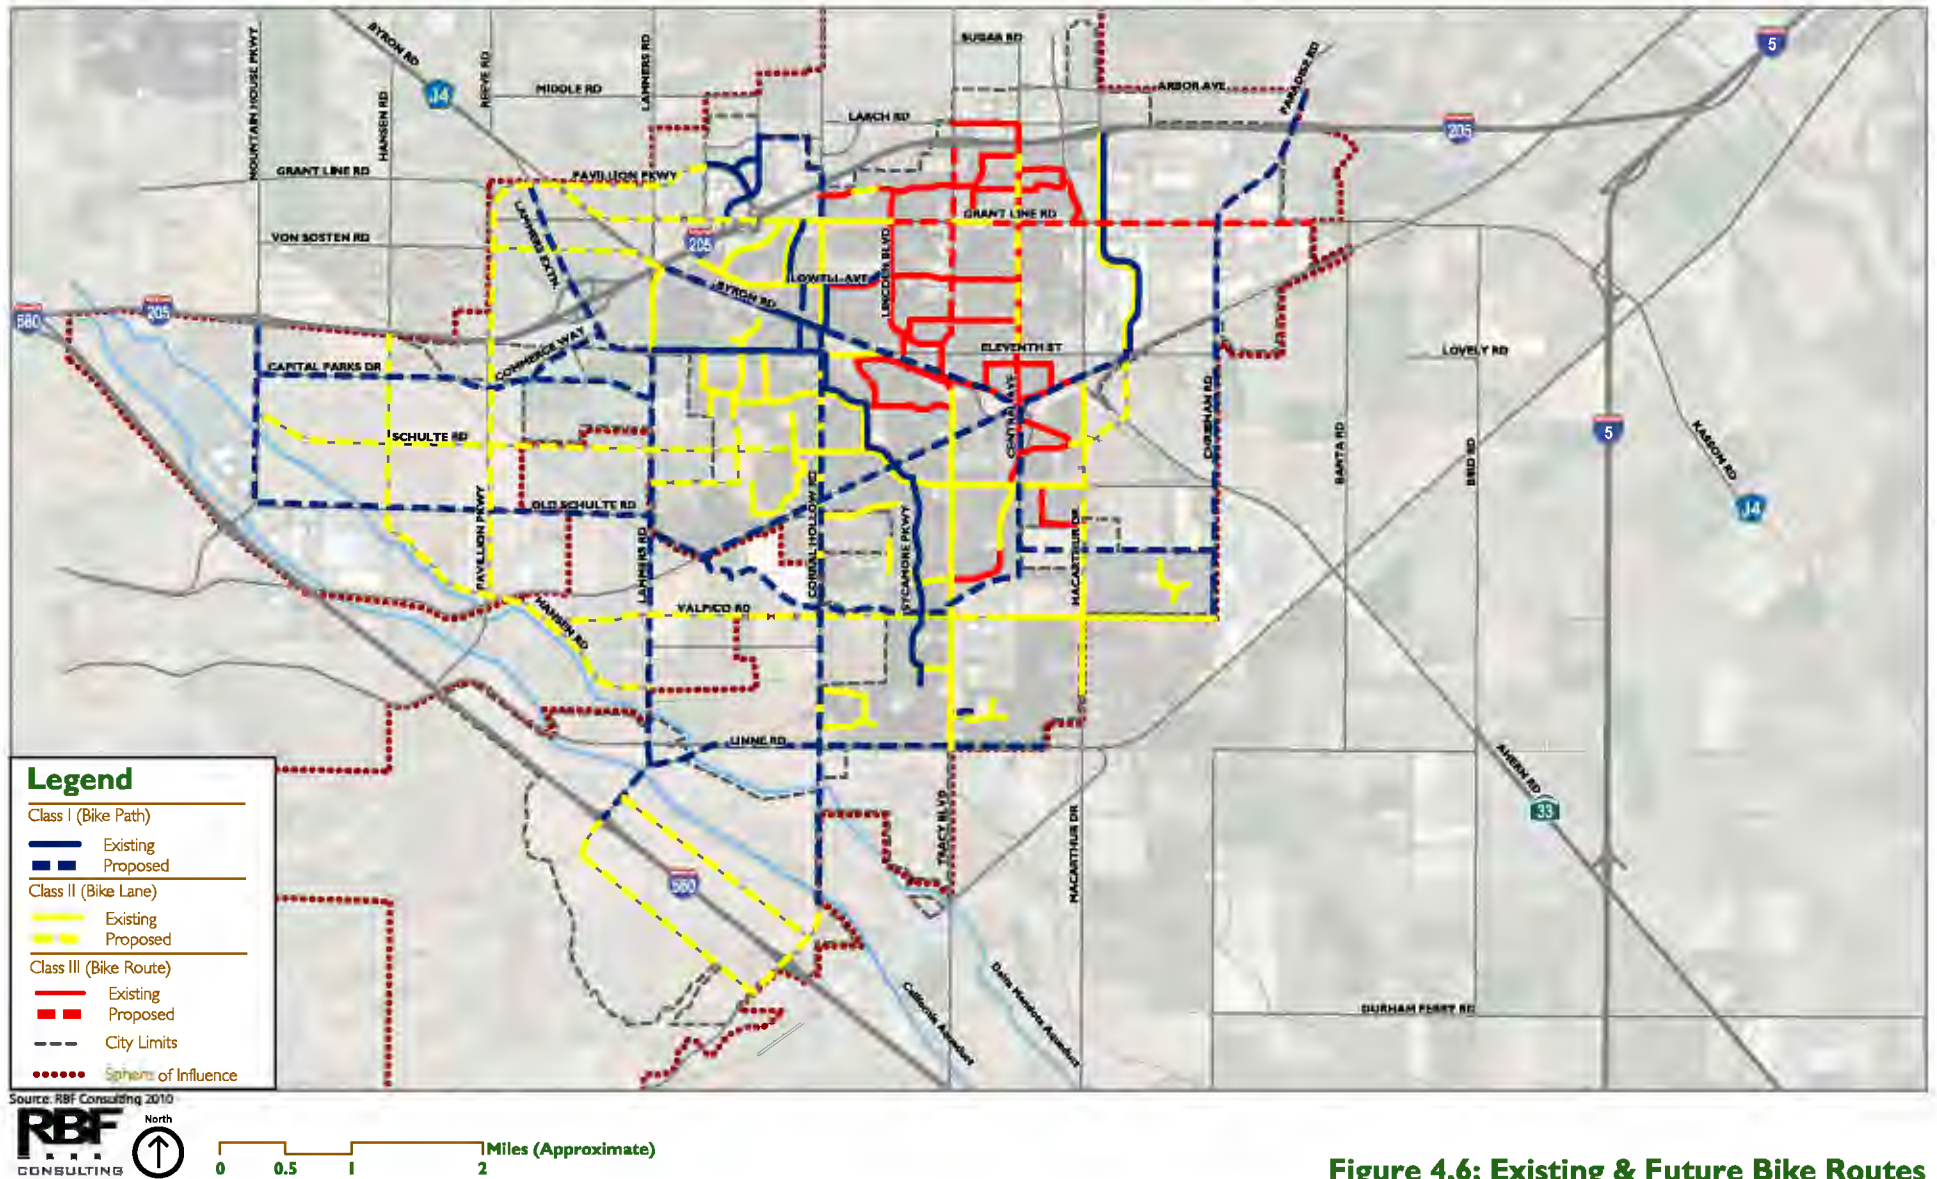 SUGAR RD
5
BYRON RD
REEVE RD
LAMMERS RD
MOUNTAIN HOUSE PKWY
HANSEN RD
J4
MIDDLE RD
ARBOR AVE
PARADISE RD
LARCH RD
205
GRANT LINE RD
PAVILLION PKWY
LAMMERS EXTN.
GRANT LINE RD
VON SOSTEN RD
205
LINCOLN BLVD
LOWELL AVE
BYRON RD
580
205
COMMERCE WAY
ELEVENTH ST
LOVELY RD
CAPITAL PARKS DR
CENTRAL AVE
CHRISMAN RD
BANTA RD
BIRD RD
5
KASSON RD
SCHULTE RD
J4
OLD SCHULTE RD
PAVILLION PKWY
LAMMERS RD
CORRAL HOLLOW RD
SYCAMORE PKWY
MACARTHUR DR
HANSEN RD
VALPICO RD
LINNE RD
AHERN RD
33
TRACY BLVD
MACARTHUR DR
580
California Aqueduct
Delta Mendota Aqueduct
DURHAM FERRY RD
Legend
Class I (Bike Path)
Existing
Proposed
Class II (Bike Lane)
Existing
Proposed
Class III (Bike Route)
Existing
Proposed
City Limits
Sphere of Influence
Source: RBF Consulting 2010
RBF
CONSULTING
North
Miles (Approximate)
0 0.5 1 2
Figure 4.6: Existing & Future Bike Routes